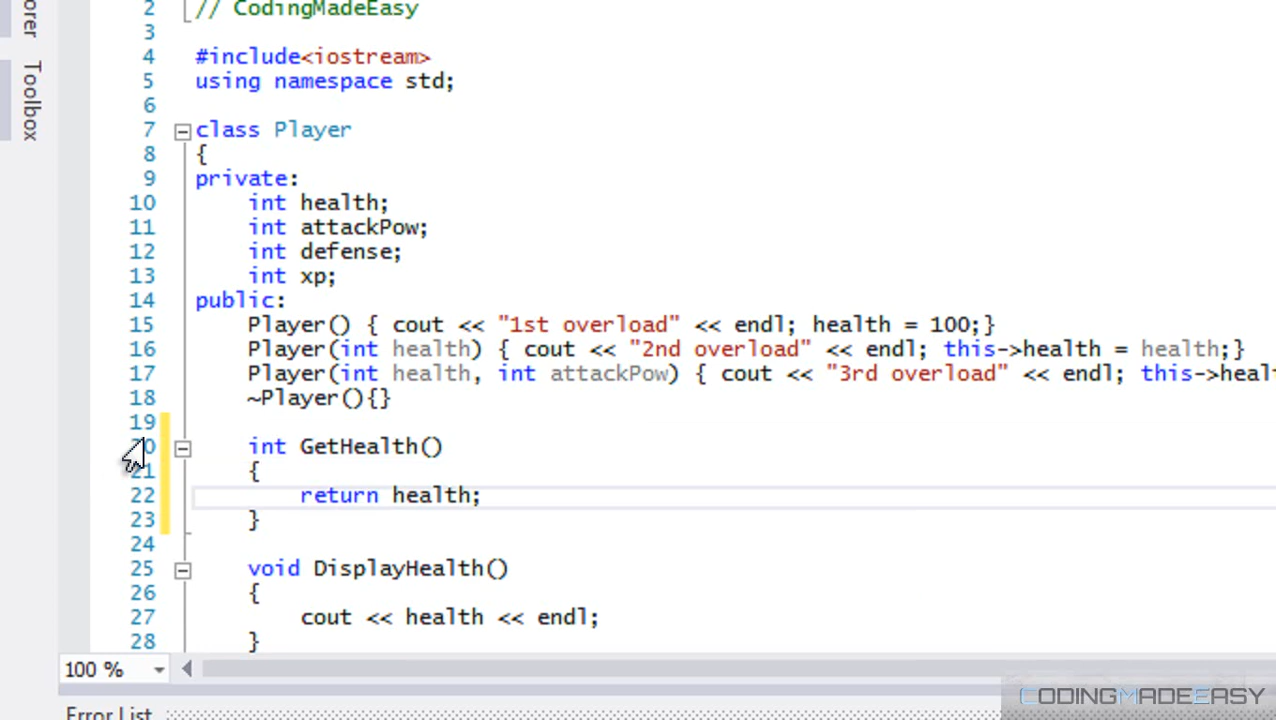 orer
Toolbox
2 // CodingMadeEasy
3
4 #include<iostream>
5 using namespace std;
6
7 class Player
8 {
9 private:
10 int health;
11 int attackPow;
12 int defense;
13 int xp;
14 public:
15 Player() { cout << "1st overload" << endl; health = 100;}
16 Player(int health) { cout << "2nd overload" << endl; this->health = health;}
17 Player(int health, int attackPow) { cout << "3rd overload" << endl; this->heal
18 ~Player(){}
19
20 int GetHealth()
21 {
22 return health;
23 }
24
25 void DisplayHealth()
26 {
27 cout << health << endl;
28 }
100 %
Error List
CODINGMADEEASY